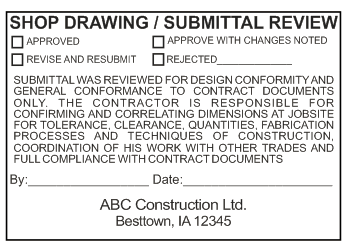 SHOP DRAWING / SUBMITTAL REVIEW
APPROVED APPROVE WITH CHANGES NOTED
REVISE AND RESUBMIT REJECTED____________
SUBMITTAL WAS REVIEWED FOR DESIGN CONFORMITY AND
GENERAL CONFORMANCE TO CONTRACT DOCUMENTS
ONLY. THE CONTRACTOR IS RESPONSIBLE FOR
CONFIRMING AND CORRELATING DIMENSIONS AT JOBSITE
FOR TOLERANCE, CLEARANCE, QUANTITIES, FABRICATION
PROCESSES AND TECHNIQUES OF CONSTRUCTION,
COORDINATION OF HIS WORK WITH OTHER TRADES AND
FULL COMPLIANCE WITH CONTRACT DOCUMENTS
By:________________ Date:____________________
ABC Construction Ltd.
Besttown, IA 12345